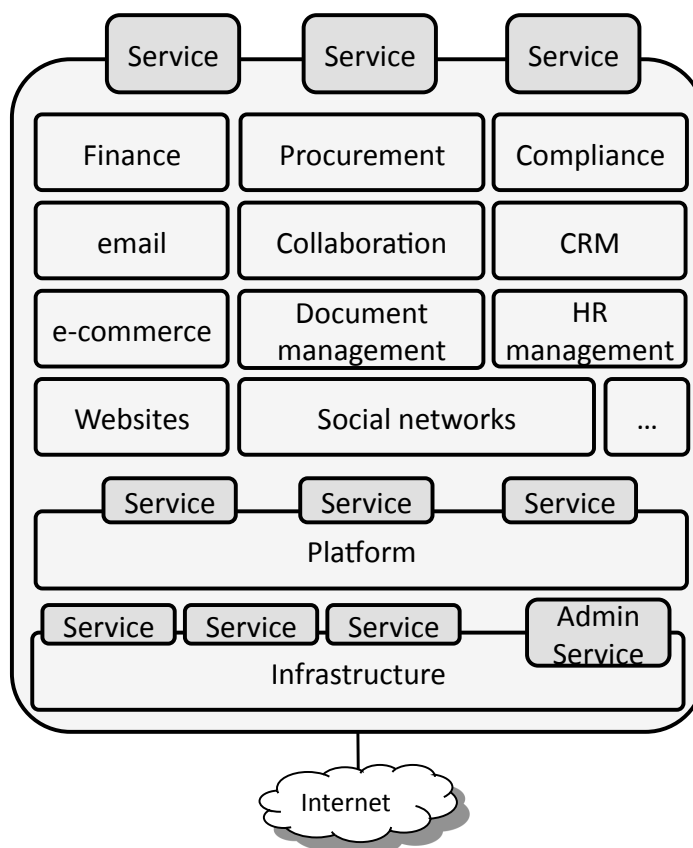 Service
Service
Service
Finance
Procurement
Compliance
email
Collaboration
CRM
e-commerce
Document
management
HR
management
Websites
Social networks
...
Service
Service
Service
Platform
Service
Service
Service
Admin
Service
Infrastructure
Internet